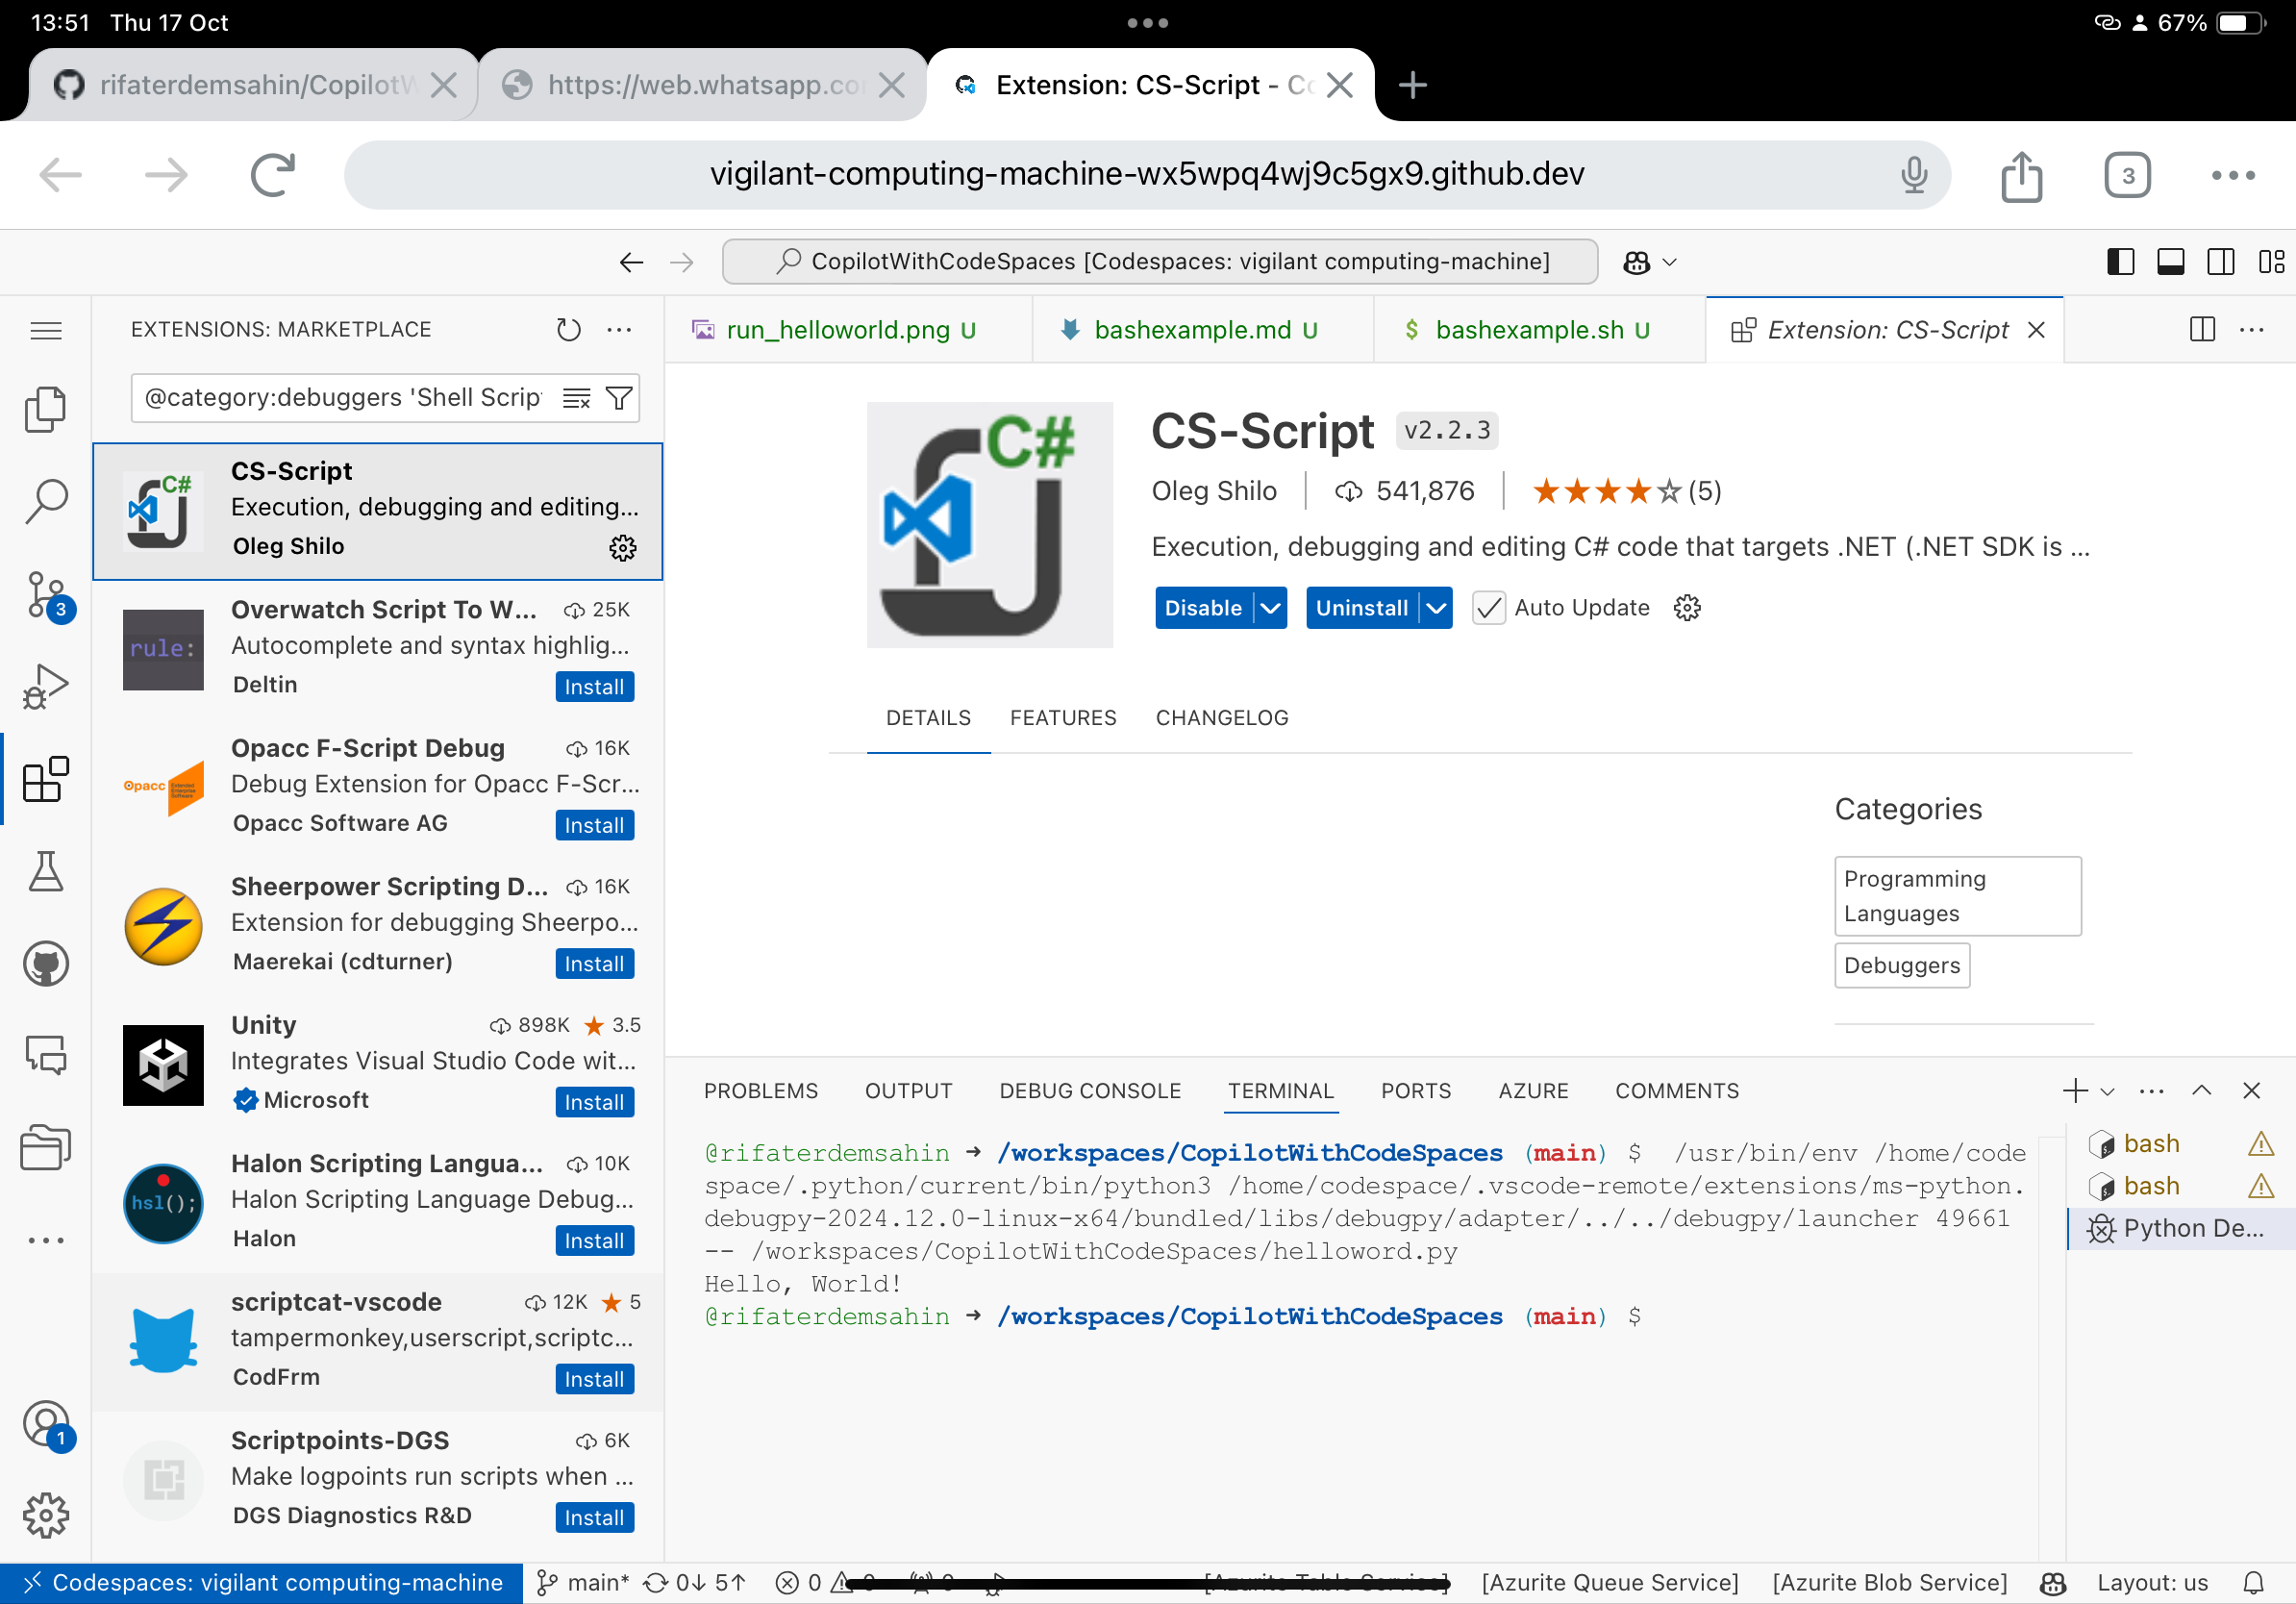 13:51 Thu 17 Oct
67%
rifaterdemsahin/CopilotW
https://web.whatsapp.co
Extension: CS-Script - Co
vigilant-computing-machine-wx5wpq4wj9c5gx9.github.dev
3
CopilotWithCodeSpaces [Codespaces: vigilant computing-machine]
EXTENSIONS: MARKETPLACE
@category:debuggers 'Shell Scrip
CS-Script
Execution, debugging and editing...
Oleg Shilo
Overwatch Script To W... 25K
Autocomplete and syntax highlig...
Deltin Install
rule:
Opacc F-Script Debug 16K
Debug Extension for Opacc F-Scr...
Opacc Software AG Install
opacc
Sheerpower Scripting D... 16K
Extension for debugging Sheerpo...
Maerekai (cdturner) Install
Unity 898K 3.5
Integrates Visual Studio Code wit...
Microsoft Install
Halon Scripting Langua... 10K
Halon Scripting Language Debug...
Halon Install
hsl();
scriptcat-vscode 12K 5
tampermonkey,userscript,scriptc...
CodFrm Install
Scriptpoints-DGS 6K
Make logpoints run scripts when ...
DGS Diagnostics R&D Install
3
1
run_helloworld.png U
bashexample.md U
$ bashexample.sh U
Extension: CS-Script
C#
CS-Script v2.2.3
Oleg Shilo 541,876 (5)
Execution, debugging and editing C# code that targets .NET (.NET SDK is ...
Disable Uninstall Auto Update
DETAILS FEATURES CHANGELOG
Categories
Programming
Languages
Debuggers
PROBLEMS OUTPUT DEBUG CONSOLE TERMINAL PORTS AZURE COMMENTS
@rifaterdemsahin ➜ /workspaces/CopilotWithCodeSpaces (main) $ /usr/bin/env /home/code
space/.python/current/bin/python3 /home/codespace/.vscode-remote/extensions/ms-python.
debugpy-2024.12.0-linux-x64/bundled/libs/debugpy/adapter/../../debugpy/launcher 49661
-- /workspaces/CopilotWithCodeSpaces/helloword.py
Hello, World!
@rifaterdemsahin ➜ /workspaces/CopilotWithCodeSpaces (main) $
bash
bash
Python De...
Codespaces: vigilant computing-machine main* 0↓ 5↑ 0 [Azurite Table Service] [Azurite Queue Service] [Azurite Blob Service] Layout: us